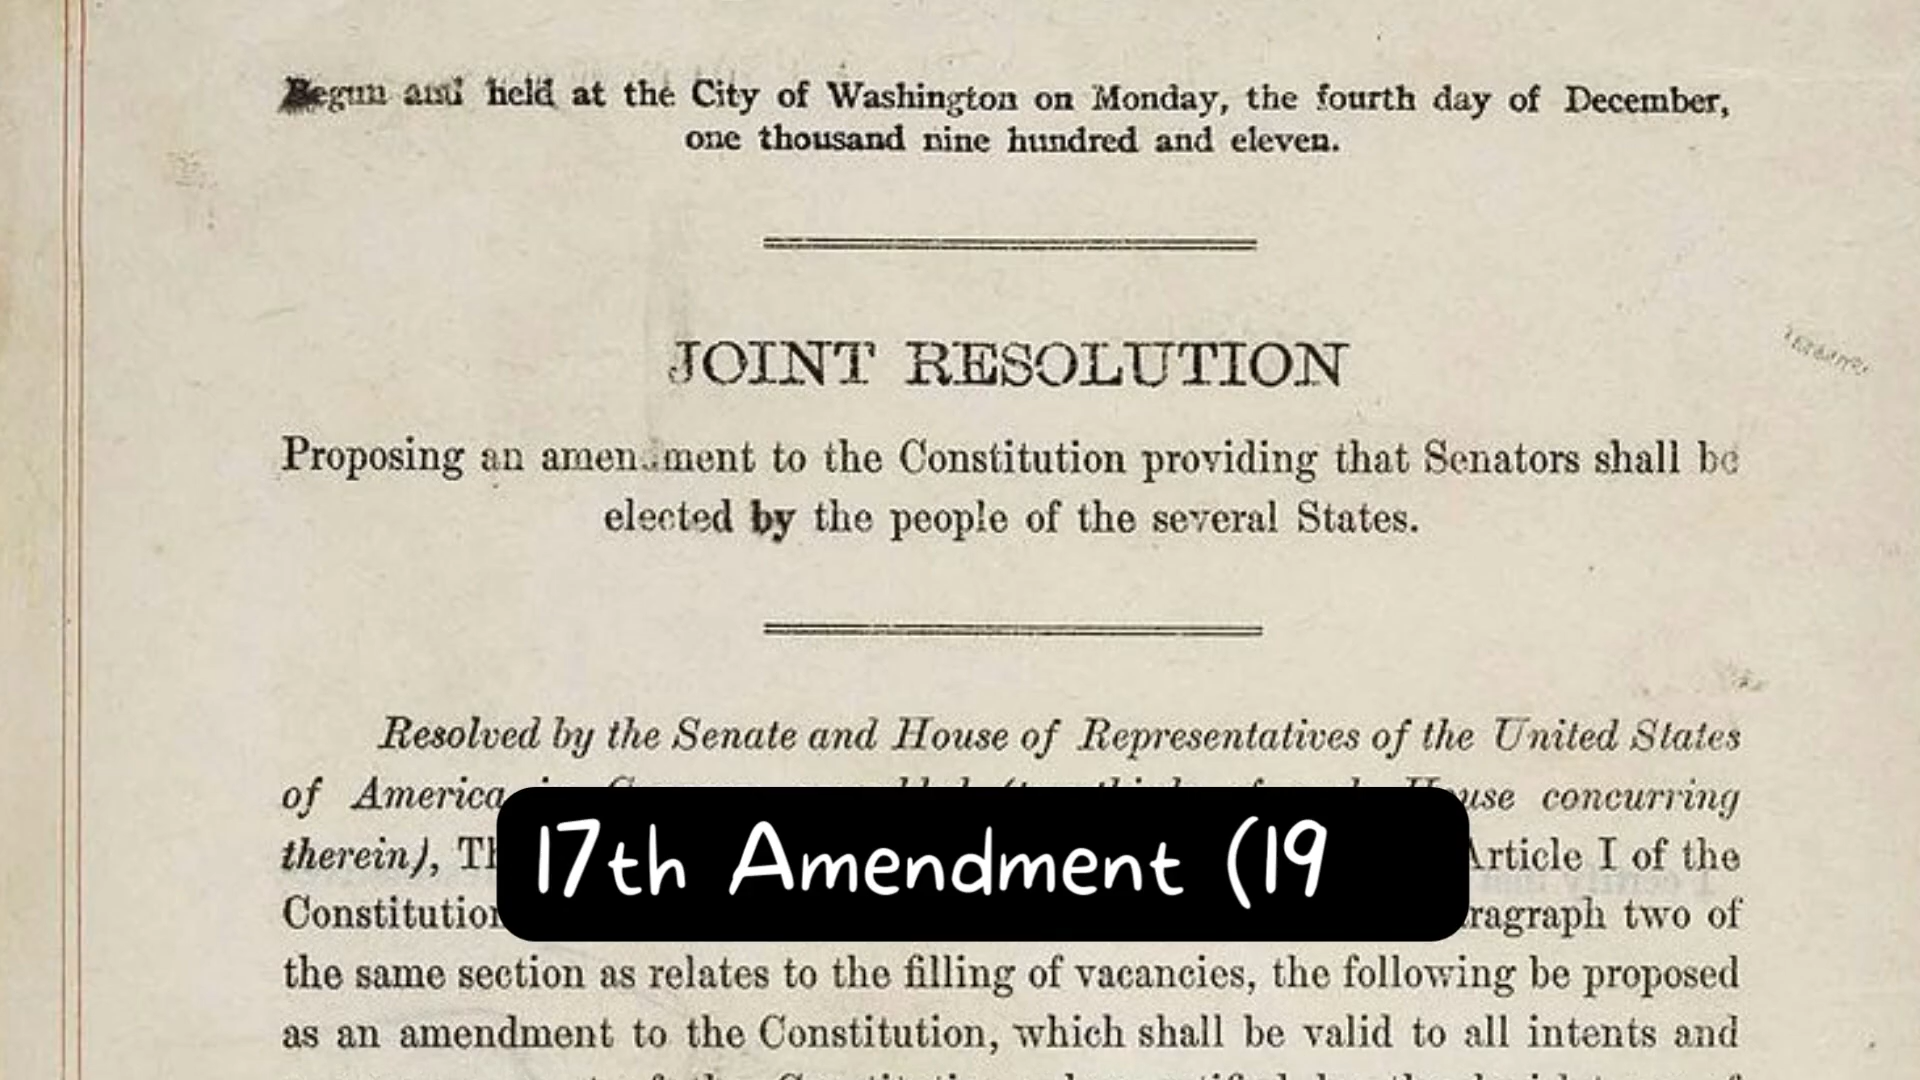 Begun and held at the City of Washington on Monday, the fourth day of December,
one thousand nine hundred and eleven.
JOINT RESOLUTION
Proposing an amendment to the Constitution providing that Senators shall be
elected by the people of the several States.
Resolved by the Senate and House of Representatives of the United States
of America House concurring
therein), Article I of the
17th Amendment (19
two of
the same section as relates to the filling of vacancies, the following be proposed
as an amendment to the Constitution, which shall be valid to all intents and